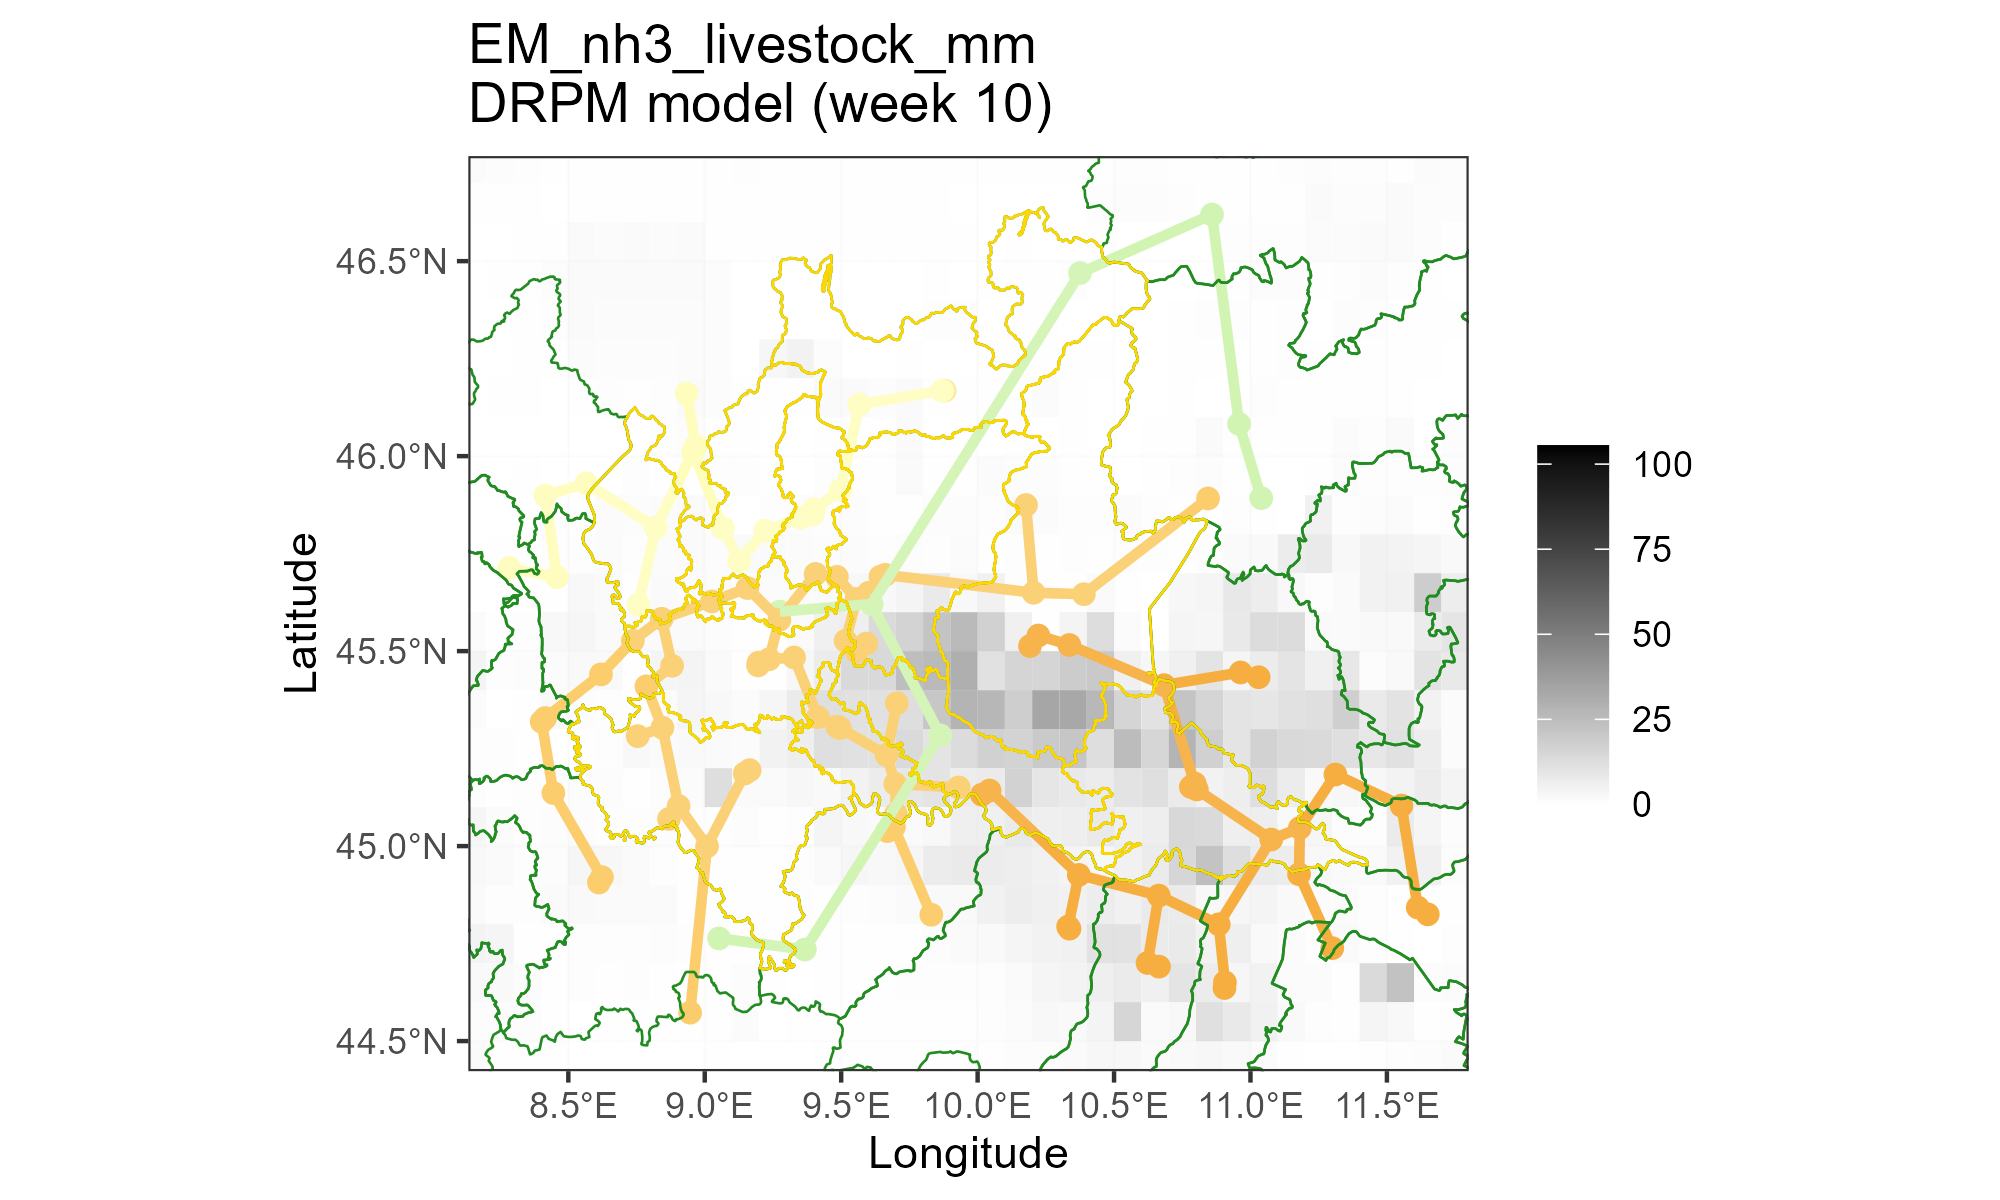 EM_nh3_livestock_mm
DRPM model (week 10)
46.5°N
46.0°N
45.5°N
45.0°N
44.5°N
Latitude
8.5°E
9.0°E
9.5°E
10.0°E
10.5°E
11.0°E
11.5°E
Longitude
100
75
50
25
0